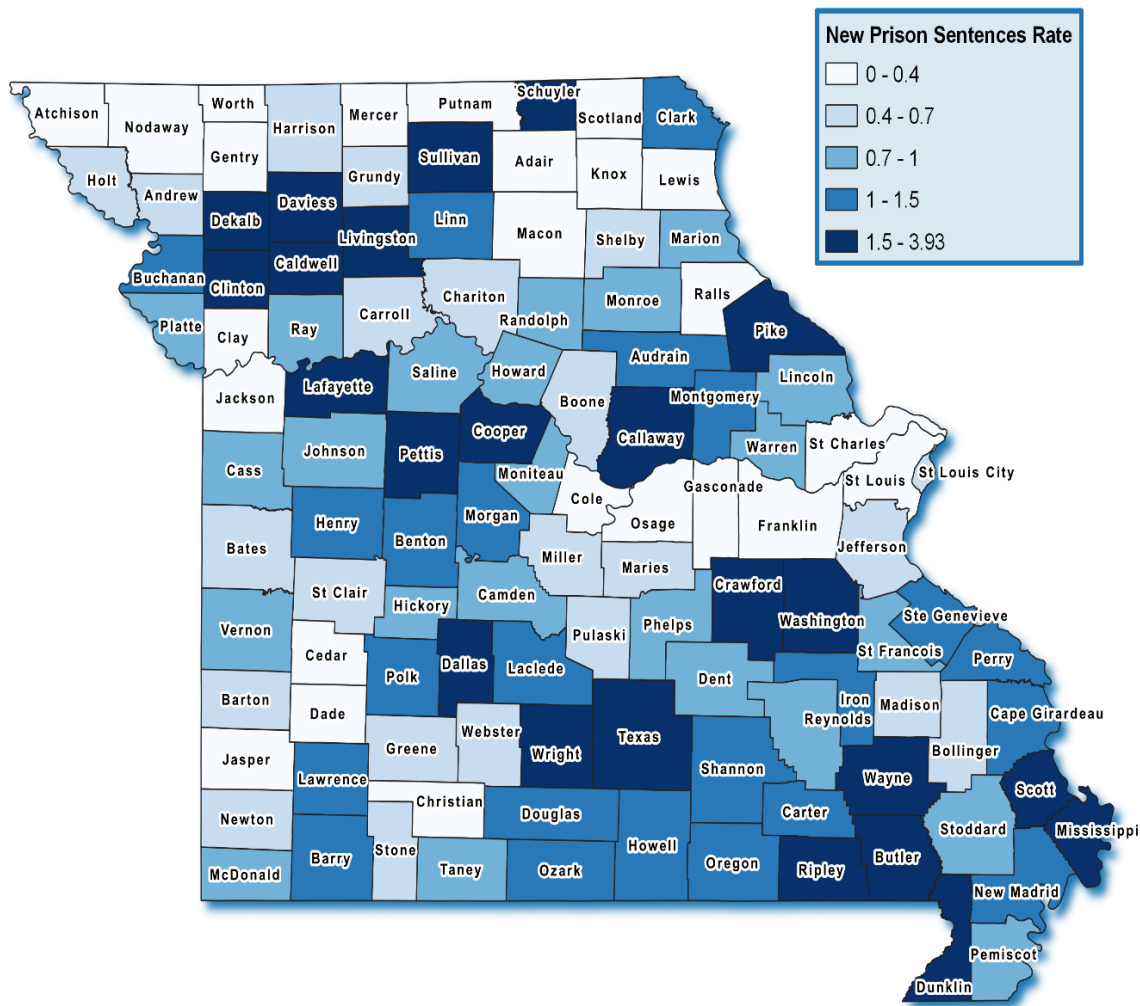 New Prison Sentences Rate
0 - 0.4
0.4 - 0.7
0.7 - 1
1 - 1.5
1.5 - 3.93
Atchison
Nodaway
Worth
Harrison
Mercer
Putnam
Schuyler
Scotland
Clark
Gentry
Holt
Andrew
Grundy
Sullivan
Adair
Knox
Lewis
Dekalb
Daviess
Livingston
Linn
Macon
Shelby
Marion
Buchanan
Clinton
Caldwell
Chariton
Randolph
Monroe
Ralls
Pike
Platte
Clay
Ray
Carroll
Saline
Howard
Audrain
Lincoln
Jackson
Lafayette
Boone
Callaway
Montgomery
Warren
St Charles
Cass
Johnson
Pettis
Cooper
Moniteau
Cole
Gasconade
St Louis
St Louis City
Henry
Benton
Morgan
Osage
Franklin
Bates
Miller
Maries
Jefferson
St Clair
Hickory
Camden
Crawford
Washington
Vernon
Pulaski
Phelps
Ste Genevieve
St Francois
Cedar
Polk
Dallas
Laclede
Dent
Perry
Barton
Dade
Iron
Reynolds
Madison
Cape Girardeau
Greene
Webster
Wright
Texas
Bollinger
Jasper
Lawrence
Shannon
Wayne
Scott
Christian
Douglas
Carter
Newton
Stoddard
Mississippi
Stone
Howell
McDonald
Barry
Taney
Ozark
Oregon
Ripley
Butler
New Madrid
Pemiscot
Dunklin